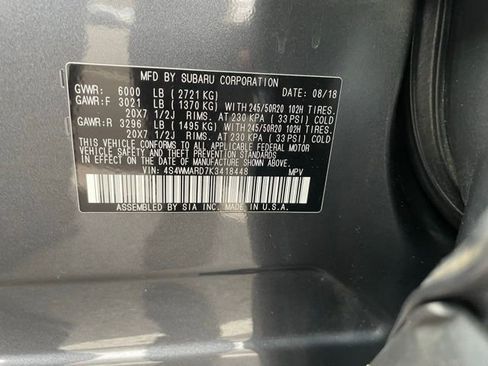 MFD BY SUBARU CORPORATION
GVWR: 6000 LB ( 2721 KG) DATE: 08/18
GAWR:F 3021 LB ( 1370 KG) WITH 245/50R20 102H TIRES,
20X7 1/2J RIMS, AT 230 KPA ( 33 PSI) COLD
GAWR:R 3296 LB ( 1495 KG) WITH 245/50R20 102H TIRES,
20X7 1/2J RIMS, AT 230 KPA ( 33 PSI) COLD
THIS VEHICLE CONFORMS TO ALL APPLICABLE FEDERAL MOTOR
VEHICLE SAFETY AND THEFT PREVENTION STANDARDS
IN EFFECT ON THE DATE OF MANUFACTURE SHOWN ABOVE.
VIN: 4S4WMARD7K3418448 MPV
ASSEMBLED BY SIA INC. MADE IN U.S.A.